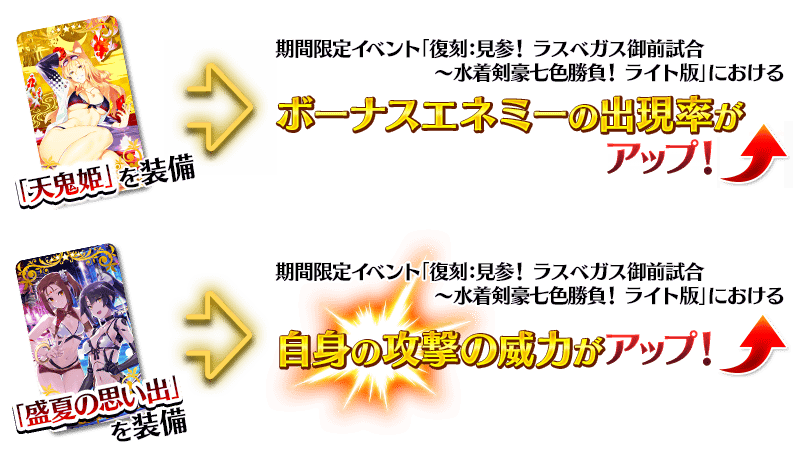 期間限定イベント「復刻:見参! ラスベガス御前試合
～水着剣豪七色勝負! ライト版」における
ボーナスエネミーの出現率が
アップ!
「天鬼姫」を装備
期間限定イベント「復刻:見参! ラスベガス御前試合
～水着剣豪七色勝負! ライト版」における
自身の攻撃の威力がアップ!
「盛夏の思い出」
を装備